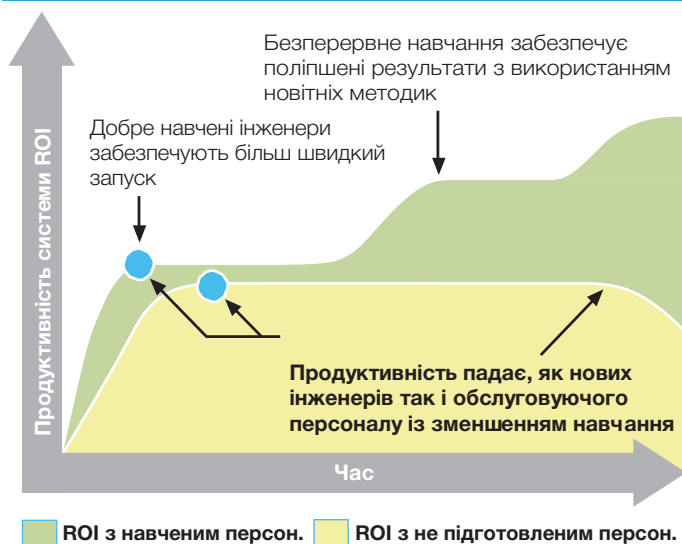 Безперервне навчання забезпечує
поліпшені результати з використанням
новітніх методик
Добре навчені інженери
забезпечують більш швидкий
запуск
Продуктивність системи ROI
Продуктивність падає, як нових
інженерів так і обслуговуючого
персоналу із зменшенням навчання
Час
ROI з навченим персон.
ROI з не підготовленим персон.